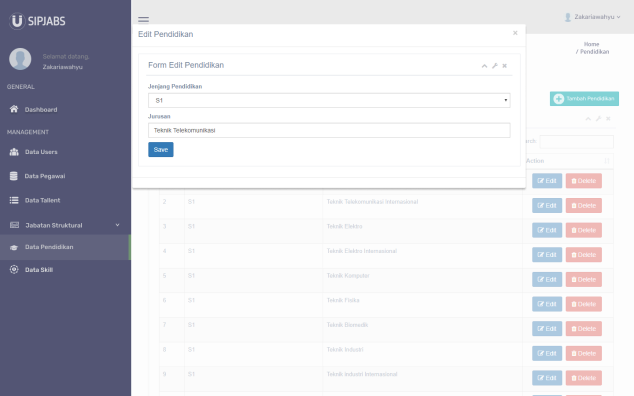 SIPJABS
Zakariawahyu
Selamat datang,
Zakariawahyu
GENERAL
Dashboard
MANAGEMENT
Data Users
Data Pegawai
Data Tallent
Jabatan Struktural
Data Pendidikan
Data Skill
Home
/ Pendidikan
Edit Pendidikan
×
Form Edit Pendidikan
Jenjang Pendidikan
S1
Jurusan
Teknik Telekomunikasi
Save
Tambah Pendidikan
Action
Edit Delete
2 S1 Teknik Telekomunikasi Internasional Edit Delete
3 S1 Teknik Elektro Edit Delete
4 S1 Teknik Elektro Internasional Edit Delete
5 S1 Teknik Komputer Edit Delete
6 S1 Teknik Fisika Edit Delete
7 S1 Teknik Biomedik Edit Delete
8 S1 Teknik Industri Edit Delete
9 S1 Teknik Industri Internasional Edit Delete